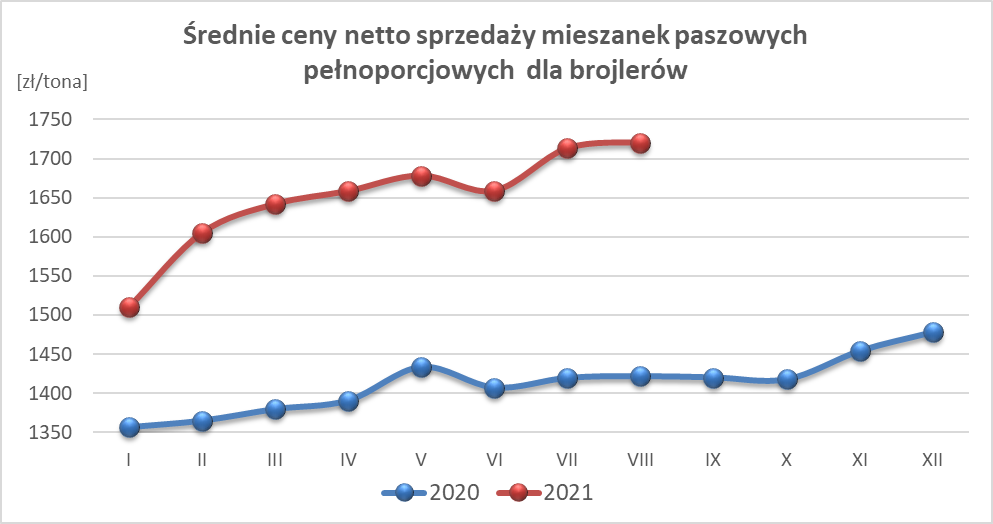 Średnie ceny netto sprzedaży mieszanek paszowych
pełnoporcjowych dla brojlerów
[zł/tona]
1750
1700
1650
1600
1550
1500
1450
1400
1350
I II III IV V VI VII VIII IX X XI XII
2020 2021